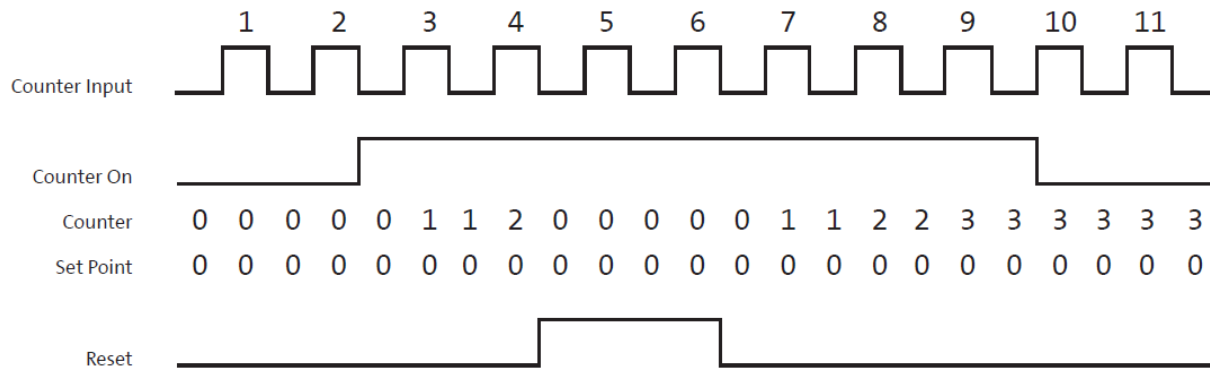 1 2 3 4 5 6 7 8 9 10 11
Counter Input
Counter On
Counter 0 0 0 0 0 1 1 2 0 0 0 0 0 1 1 2 2 3 3 3 3 3 3
Set Point 0 0 0 0 0 0 0 0 0 0 0 0 0 0 0 0 0 0 0 0 0 0 0
Reset